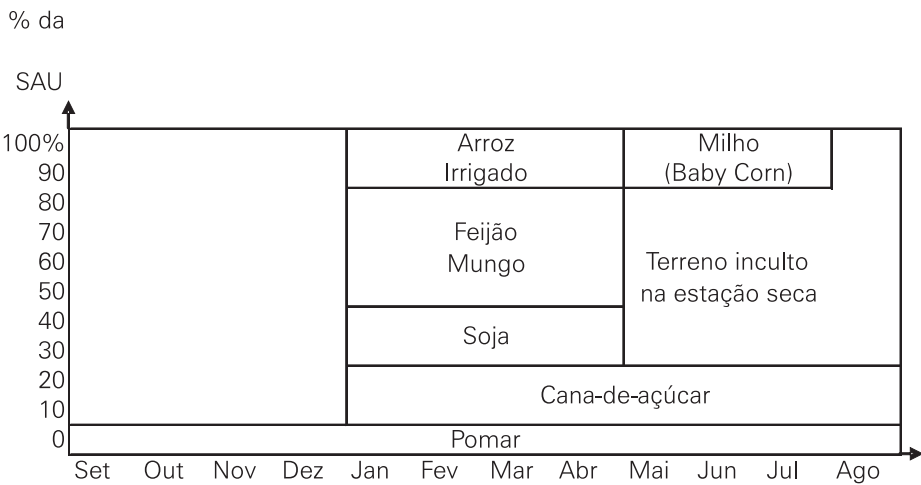 % da
SAU
100%
90
80
70
60
50
40
30
20
10
0
Arroz
Irrigado
Milho
(Baby Corn)
Feijão
Mungo
Terreno inculto
na estação seca
Soja
Cana-de-açúcar
Pomar
Set Out Nov Dez Jan Fev Mar Abr Mai Jun Jul Ago